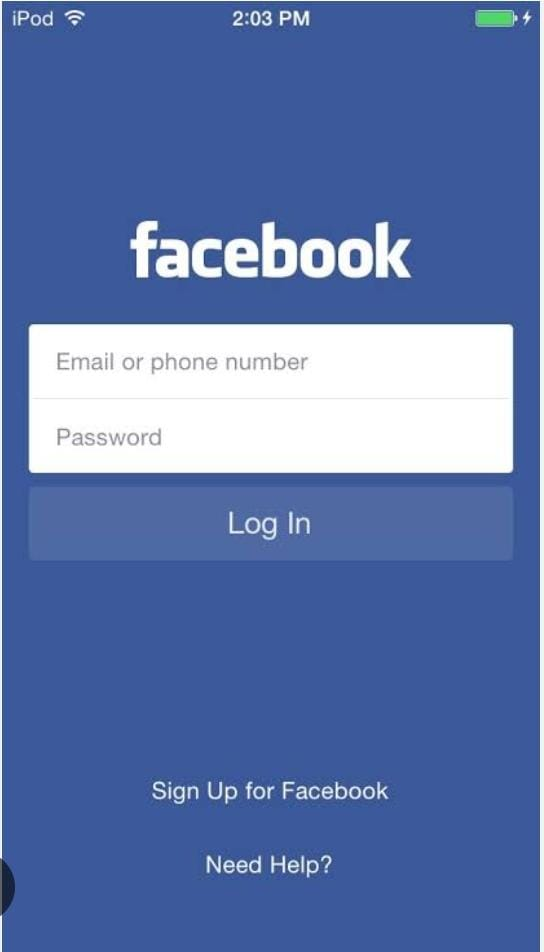 iPod 2:03 PM
facebook
Email or phone number
Password
Log In
Sign Up for Facebook
Need Help?